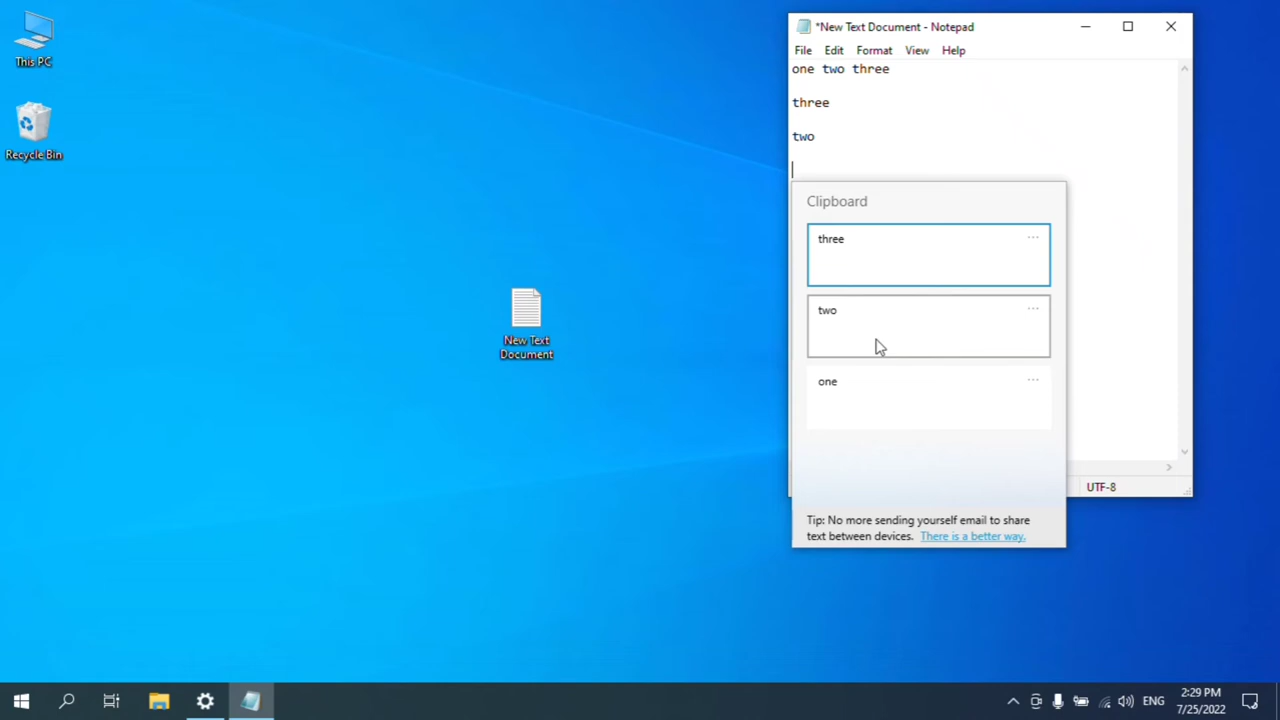 This PC
Recycle Bin
New Text
Document
*New Text Document - Notepad
File Edit Format View Help
one two three
three
two
Clipboard
three
two
one
Tip: No more sending yourself email to share
text between devices. There is a better way.
UTF-8
ENG
2:29 PM
7/25/2022